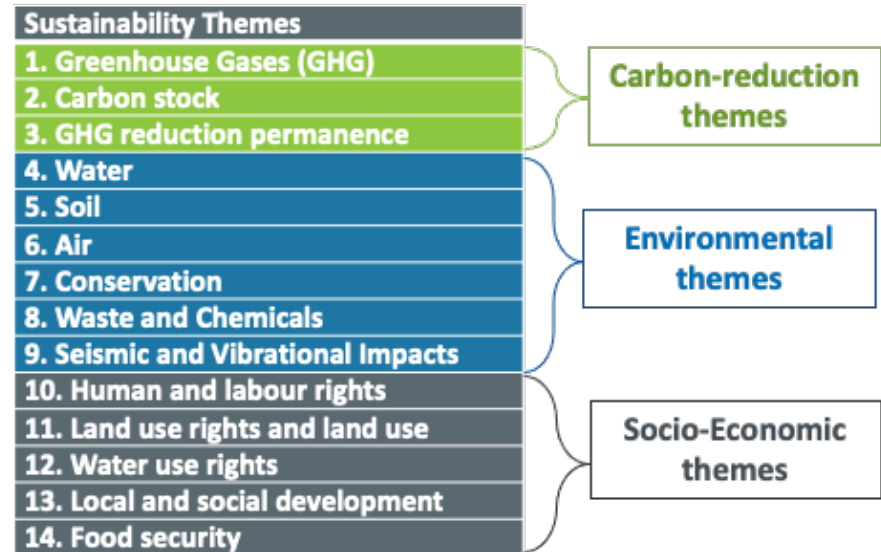 Sustainability Themes
1. Greenhouse Gases (GHG)
2. Carbon stock
3. GHG reduction permanence
4. Water
5. Soil
6. Air
7. Conservation
8. Waste and Chemicals
9. Seismic and Vibrational Impacts
10. Human and labour rights
11. Land use rights and land use
12. Water use rights
13. Local and social development
14. Food security
Carbon-reduction
themes
Environmental
themes
Socio-Economic
themes